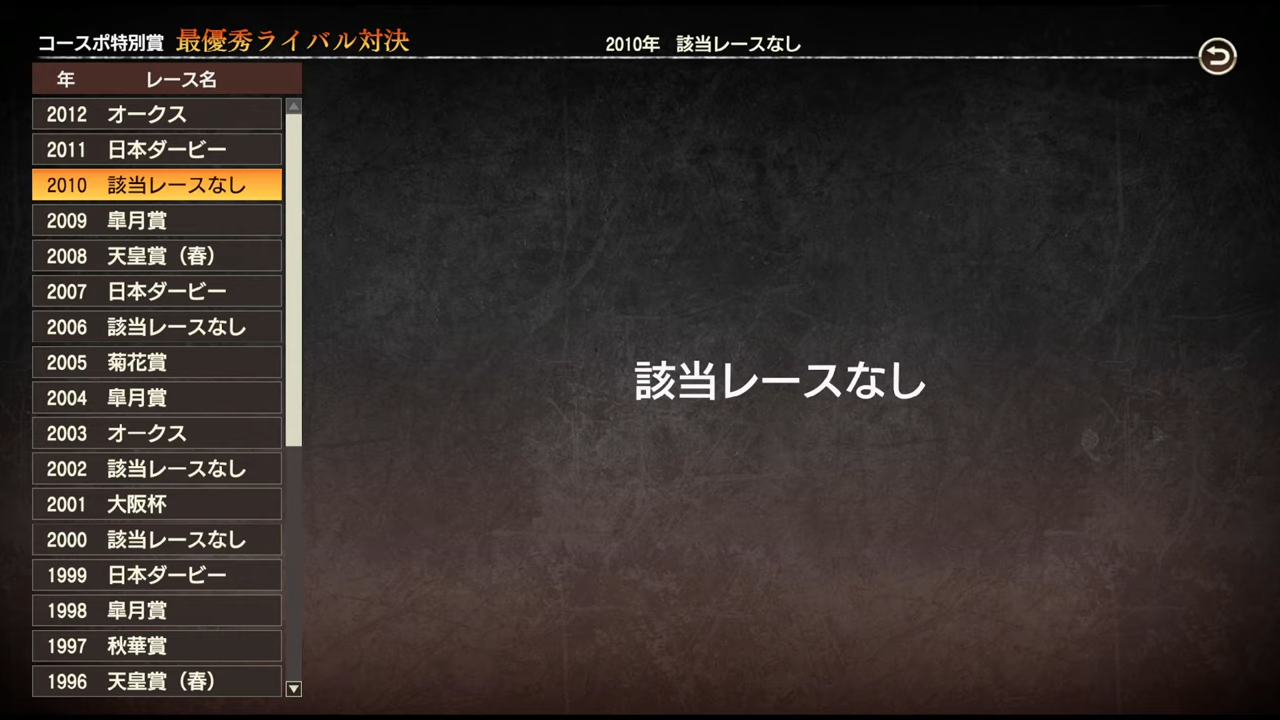 コースポ特別賞 最優秀ライバル対決
2010年 該当レースなし
年 レース名
2012 オークス
2011 日本ダービー
2010 該当レースなし
2009 皐月賞
2008 天皇賞（春）
2007 日本ダービー
2006 該当レースなし
2005 菊花賞
2004 皐月賞
2003 オークス
2002 該当レースなし
2001 大阪杯
2000 該当レースなし
1999 日本ダービー
1998 皐月賞
1997 秋華賞
1996 天皇賞（春）
該当レースなし